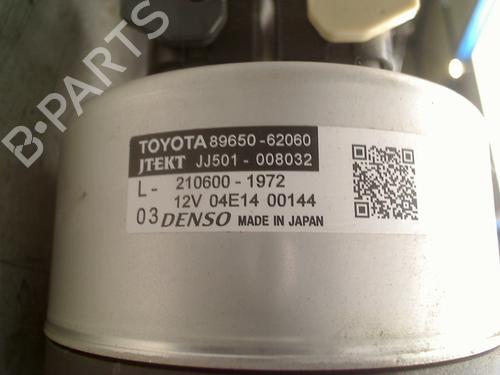 TOYOTA 89650-62060
JTEKT JJ501-008032
L- 210600-1972
12V 04E14 00144
03 DENSO MADE IN JAPAN
B-PARTS